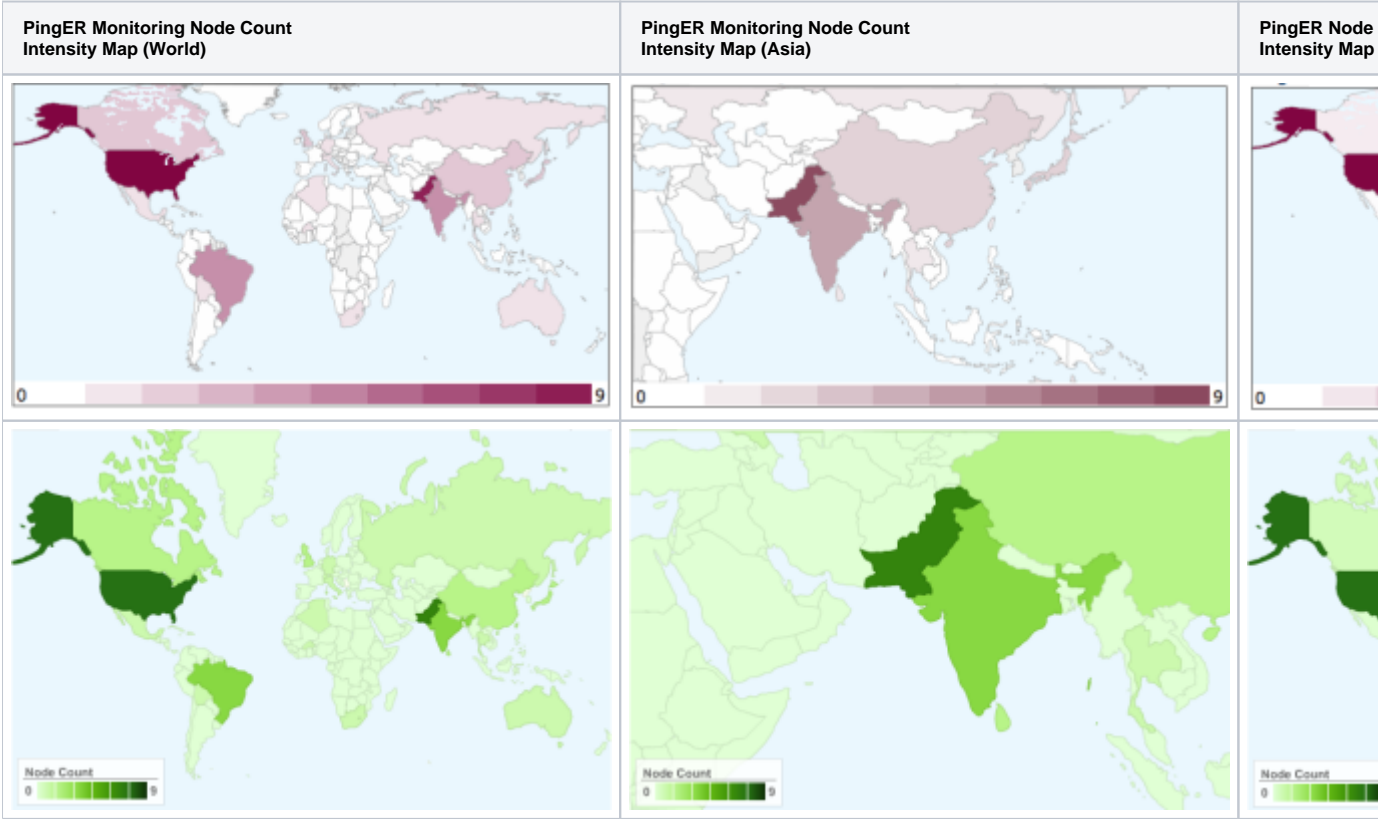 PingER Monitoring Node Count
Intensity Map (World)
PingER Monitoring Node Count
Intensity Map (Asia)
PingER Node
Intensity Map
0 9
0 9
0
Node Count
0 9
Node Count
0 9
Node Count
0